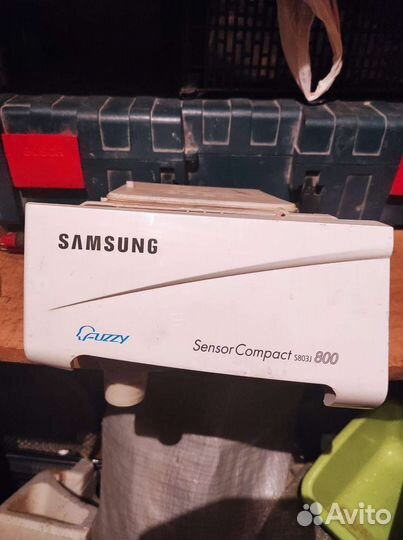 SAMSUNG
Fuzzy
Sensor Compact S803J 800
Avito